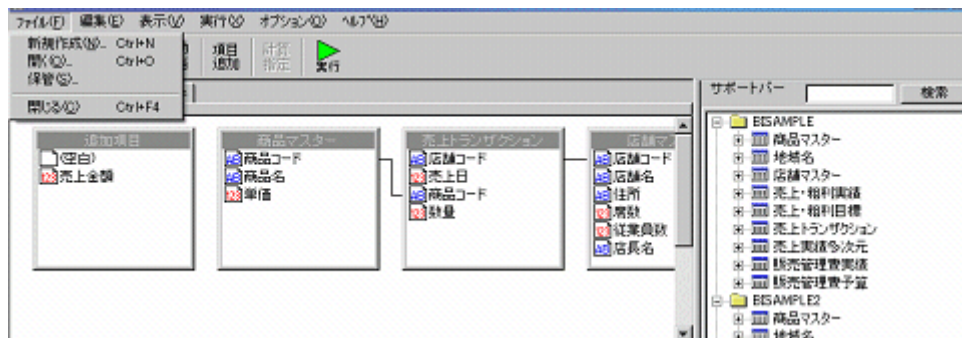 ファイル(F) 編集(E) 表示(V) 実行(X) オプション(O) ヘルプ(H)
新規作成(N)... Ctrl+N
開く(O)... Ctrl+O
保管(S)...
閉じる(C) Ctrl+F4
項目
追加
計算
指定
実行
サポートバー 検索
追加項目
(空白)
売上金額
商品マスター
商品コード
商品名
単価
売上トランザクション
店舗コード
売上日
商品コード
数量
店舗マス
店舗コード
店舗名
住所
席数
従業員数
店長名
BISAMPLE
商品マスター
地域名
店舗マスター
売上・粗利実績
売上・粗利目標
売上トランザクション
売上実績多次元
販売管理費実績
販売管理費予算
BISAMPLE2
商品マスター
地域名